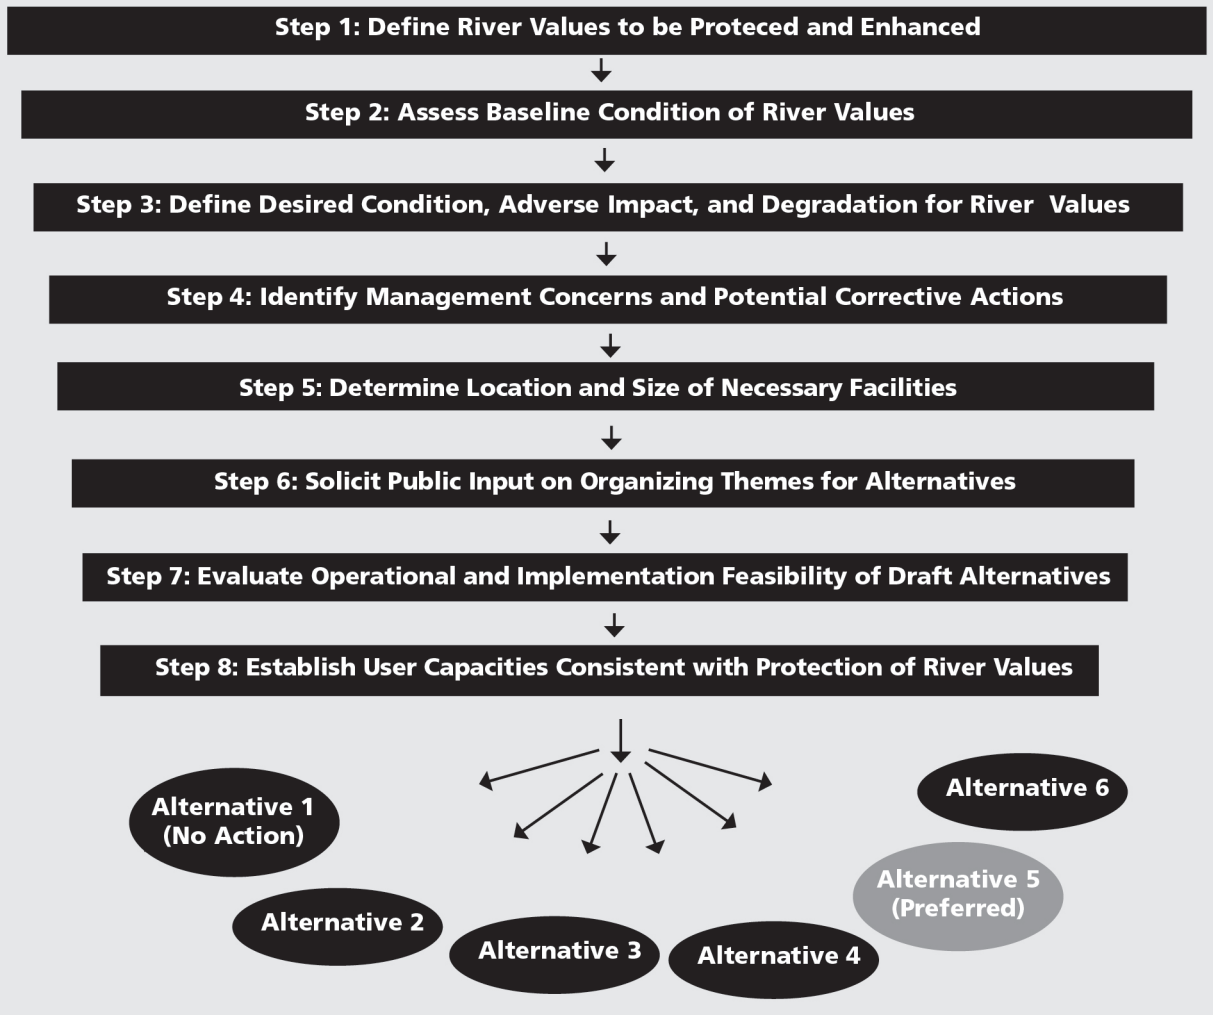 Step 1: Define River Values to be Proteced and Enhanced
Step 2: Assess Baseline Condition of River Values
Step 3: Define Desired Condition, Adverse Impact, and Degradation for River Values
Step 4: Identify Management Concerns and Potential Corrective Actions
Step 5: Determine Location and Size of Necessary Facilities
Step 6: Solicit Public Input on Organizing Themes for Alternatives
Step 7: Evaluate Operational and Implementation Feasibility of Draft Alternatives
Step 8: Establish User Capacities Consistent with Protection of River Values
Alternative 1
(No Action)
Alternative 2
Alternative 3
Alternative 4
Alternative 5
(Preferred)
Alternative 6